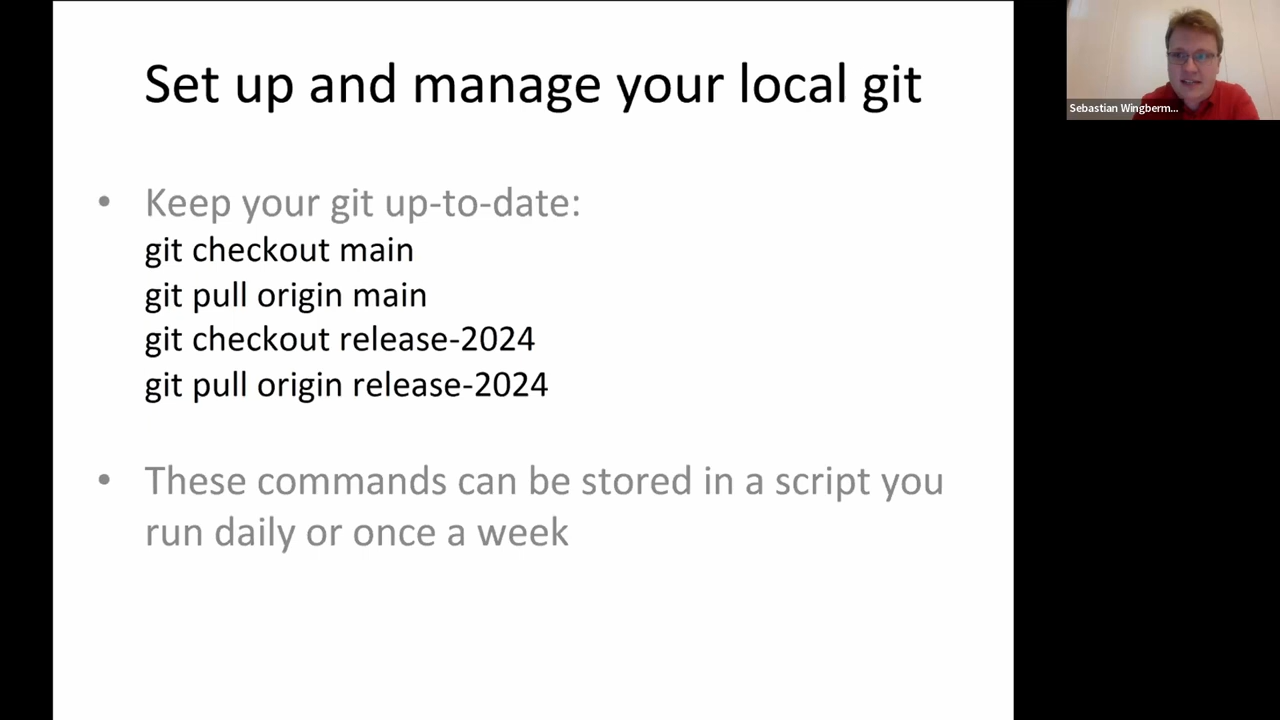 Set up and manage your local git
• Keep your git up-to-date:
git checkout main
git pull origin main
git checkout release-2024
git pull origin release-2024
• These commands can be stored in a script you
run daily or once a week
Sebastian Wingberm...